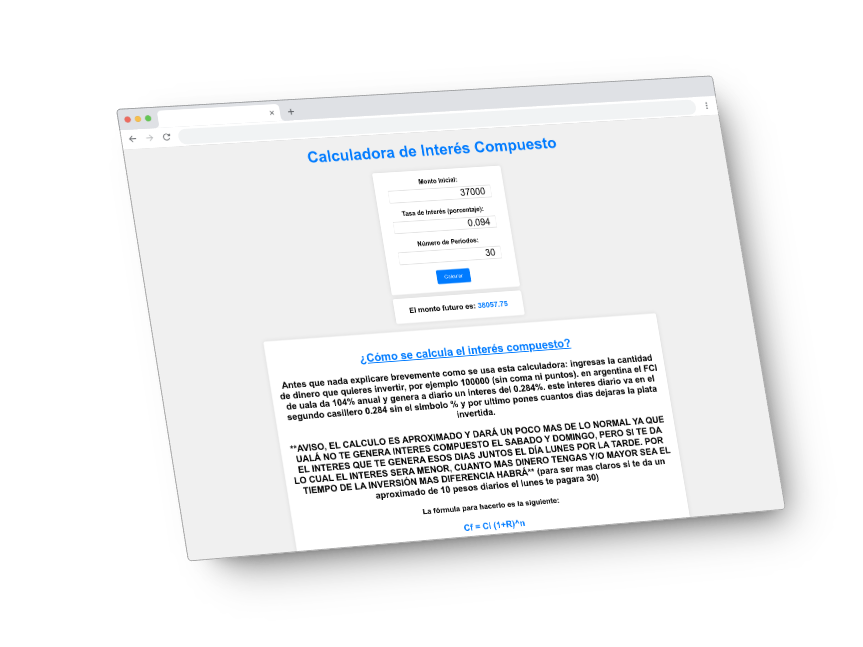 Calculadora de Interés Compuesto
Monto Inicial:
37000
Tasa de Interés (porcentaje):
0.094
Número de Periodos:
30
Calcular
El monto futuro es: 38057.75
¿Cómo se calcula el interés compuesto?
Antes que nada explicare brevemente como se usa esta calculadora: ingresas la cantidad
de dinero que quieres invertir, por ejemplo 100000 (sin coma ni puntos). en argentina el FCI
de uala da 104% anual y genera a diario un interes del 0.284%. este interes diario va en el
segundo casillero 0.284 sin el simbolo % y por ultimo pones cuantos dias dejaras la plata
invertida.
**AVISO, EL CALCULO ES APROXIMADO Y DARÁ UN POCO MAS DE LO NORMAL YA QUE
UALÁ NO TE GENERA INTERES COMPUESTO EL SABADO Y DOMINGO, PERO SI TE DA
EL INTERES QUE TE GENERA ESOS DIAS JUNTOS EL DÍA LUNES POR LA TARDE. POR
LO CUAL EL INTERES SERA MENOR, CUANTO MAS DINERO TENGAS Y/O MAYOR SEA EL
TIEMPO DE LA INVERSIÓN MAS DIFERENCIA HABRÁ** (para ser mas claros si te da un
aproximado de 10 pesos diarios el lunes te pagara 30)
La fórmula para hacerlo es la siguiente:
Cf = Ci (1+R)^n